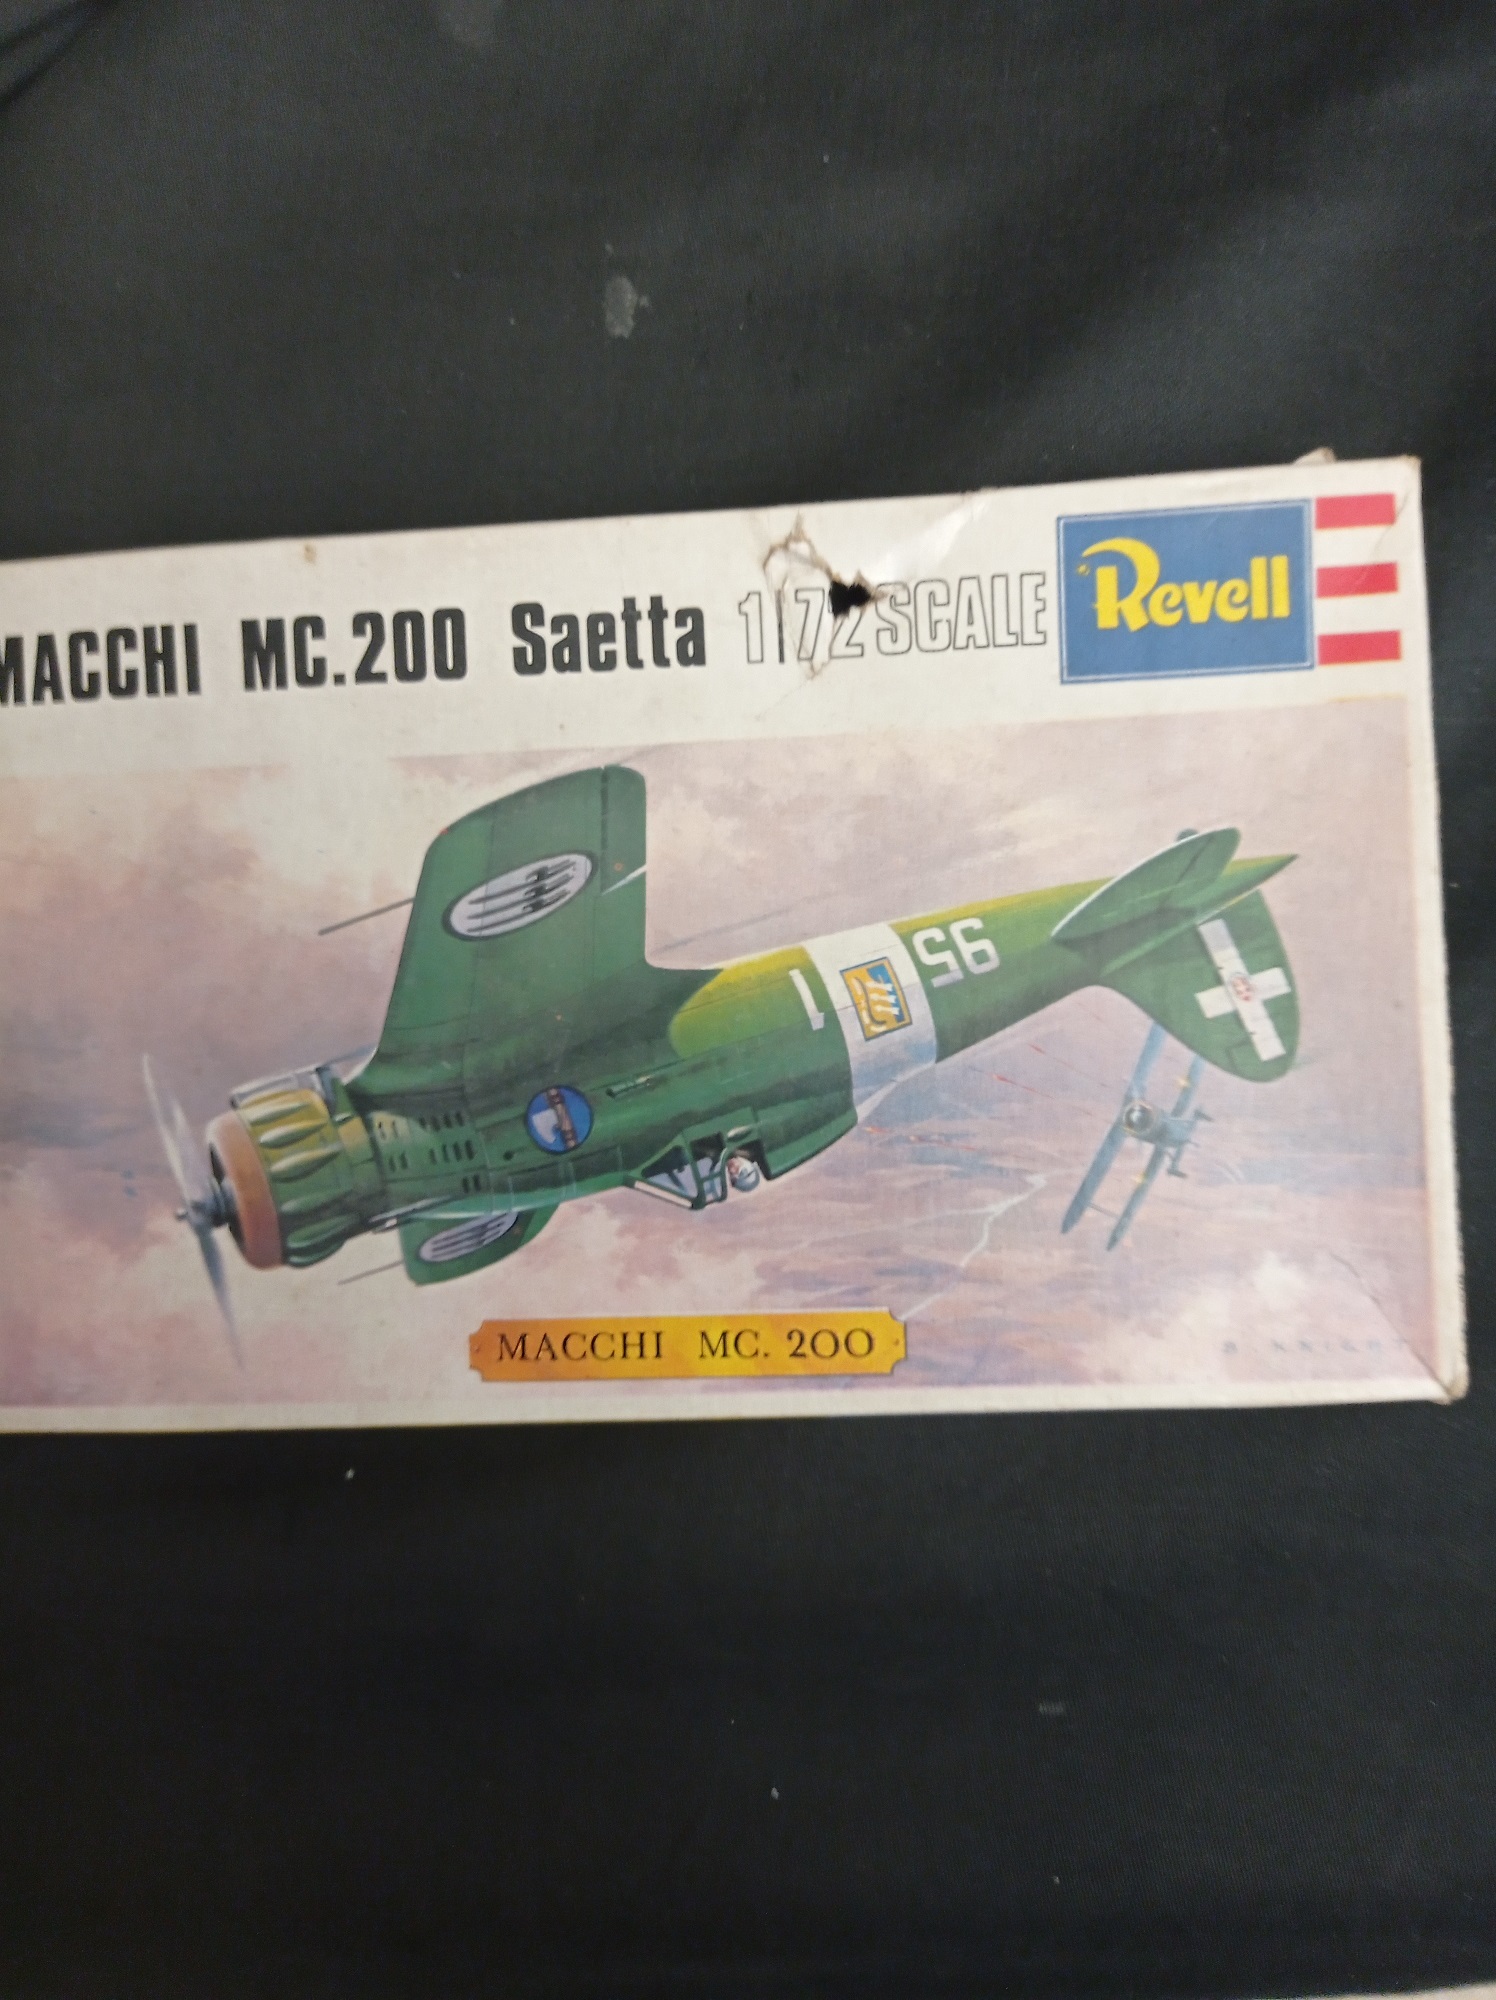 MACCHI MC.200 Saetta 1/72 SCALE
Revell
1 95
MACCHI MC. 200